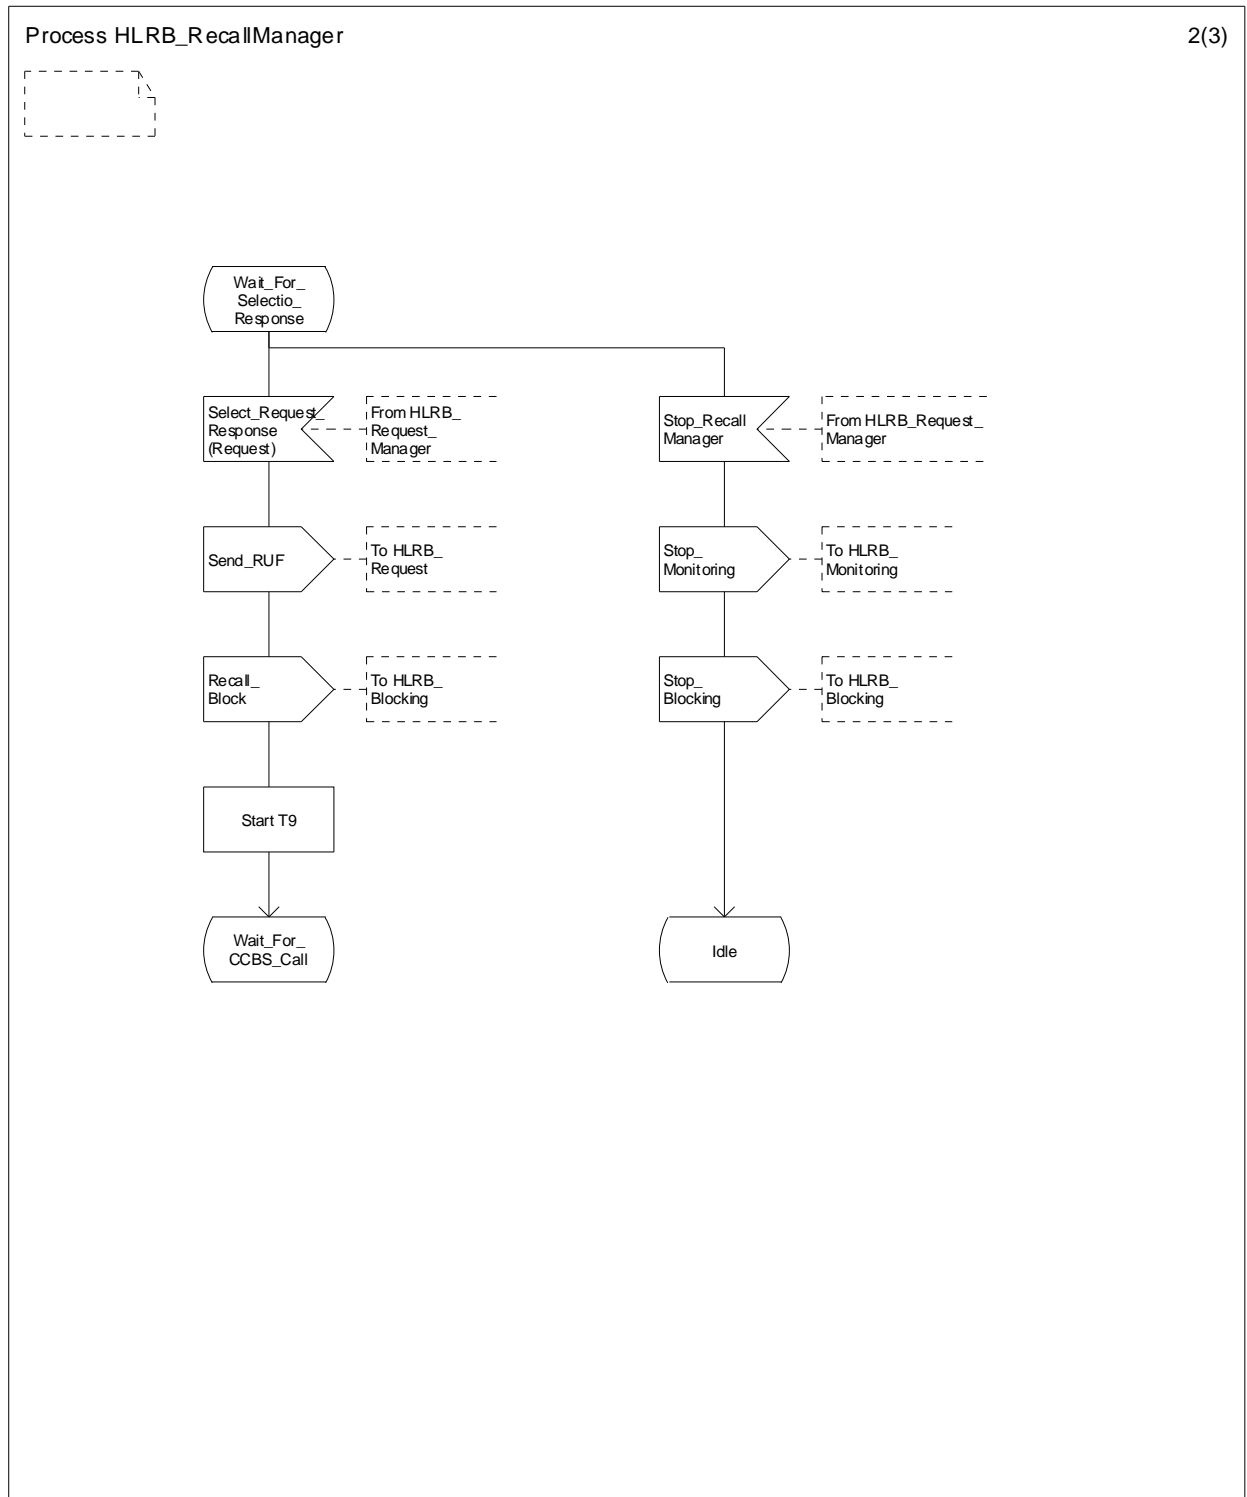 Process HLRB_RecallManager
2(3)
Wait_For_
Selectio_
Response
Select_Request_
Response
(Request)
From HLRB_
Request_
Manager
Stop_Recall
Manager
From HLRB_Request_
Manager
Send_RUF
To HLRB_
Request
Stop_
Monitoring
To HLRB_
Monitoring
Recall_
Block
To HLRB_
Blocking
Stop_
Blocking
To HLRB_
Blocking
Start T9
Wait_For_
CCBS_Call
Idle